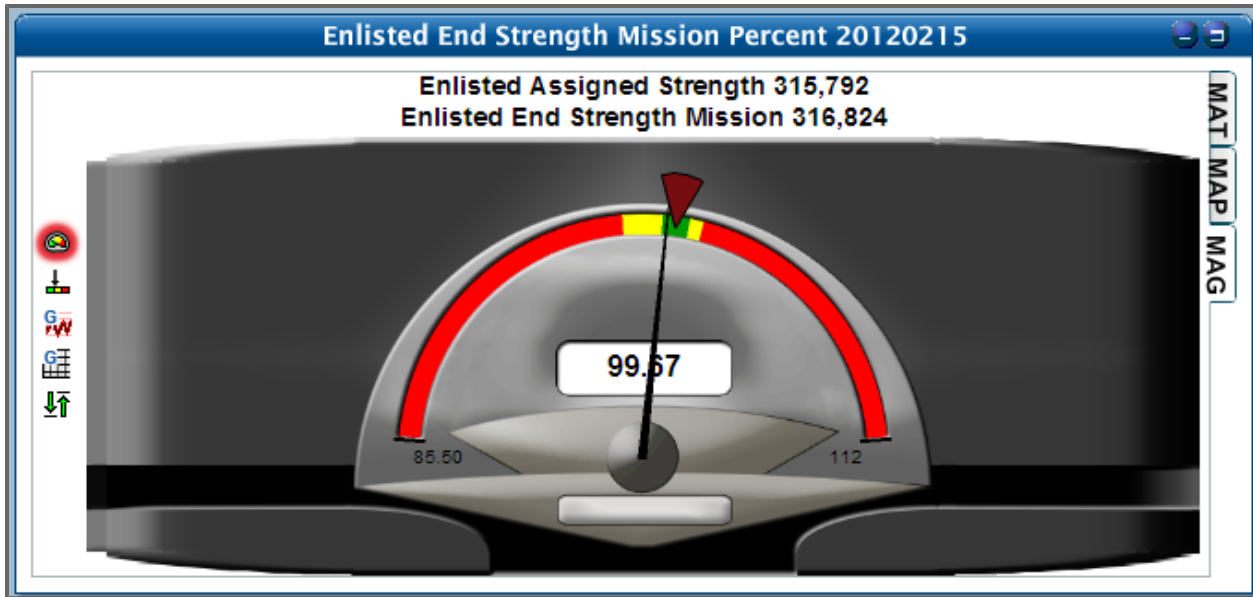 Enlisted End Strength Mission Percent 20120215
Enlisted Assigned Strength 315,792
Enlisted End Strength Mission 316,824
MAT
MAP
MAG
G
G
99.67
85.50
112